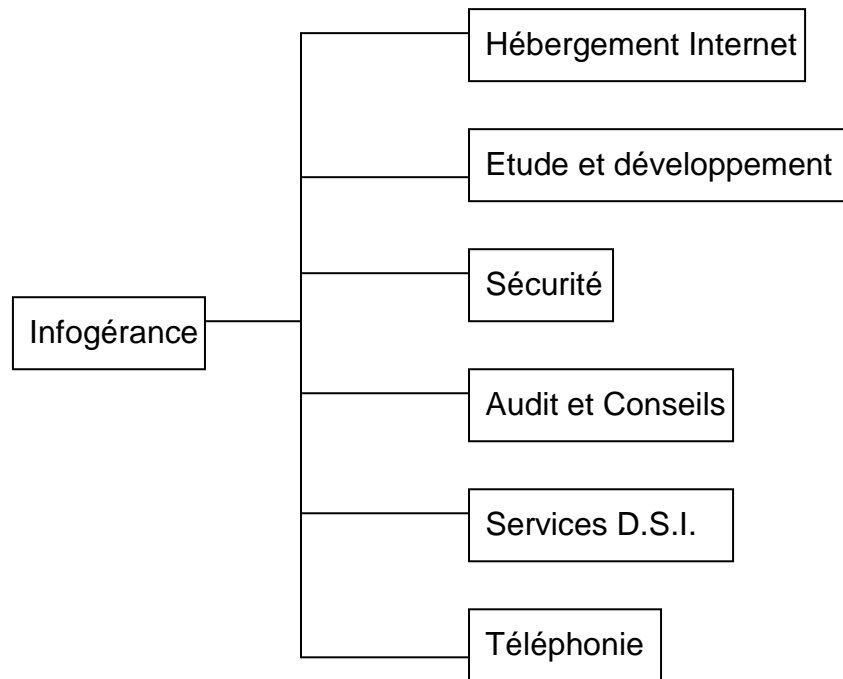 Hébergement Internet
Etude et développement
Sécurité
Infogérance
Audit et Conseils
Services D.S.I.
Téléphonie